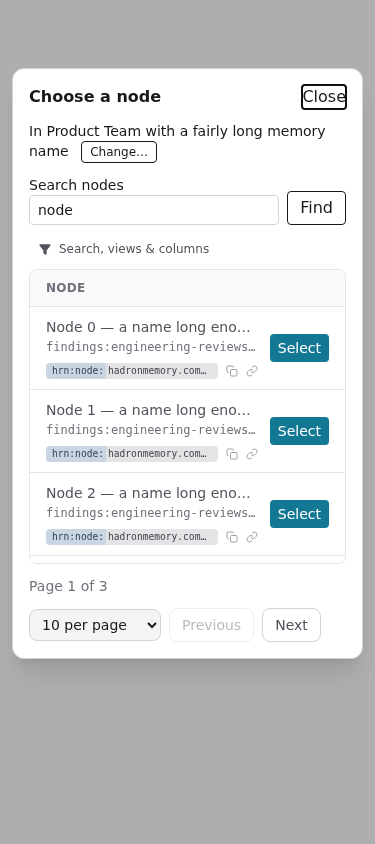 Choose a node
Close
In Product Team with a fairly long memory
name
Change…
Search nodes
node
Find
Search, views & columns
NODE
Node 0 — a name long eno…
findings:engineering-reviews…
hrn:node: hadronmemory.com…
Select
Node 1 — a name long eno…
findings:engineering-reviews…
hrn:node: hadronmemory.com…
Select
Node 2 — a name long eno…
findings:engineering-reviews…
hrn:node: hadronmemory.com…
Select
Page 1 of 3
10 per page
Previous
Next